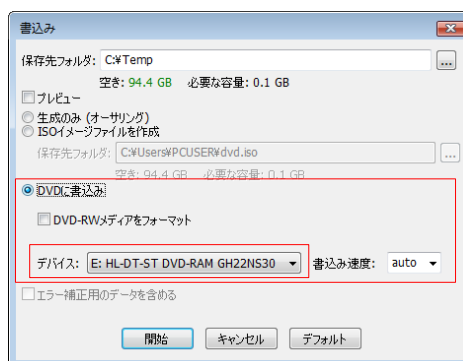 書込み
保存先フォルダ: C:¥Temp ...
空き: 94.4 GB 必要な容量: 0.1 GB
プレビュー
生成のみ (オーサリング)
ISOイメージファイルを作成
保存先フォルダ: C:¥Users¥PCUSER¥dvd.iso ...
空き: 94.4 GB 必要な容量: 0.1 GB
DVDに書込み
DVD-RWメディアをフォーマット
デバイス: E: HL-DT-ST DVD-RAM GH22NS30 書込み速度: auto
エラー補正用のデータを含める
開始 キャンセル デフォルト